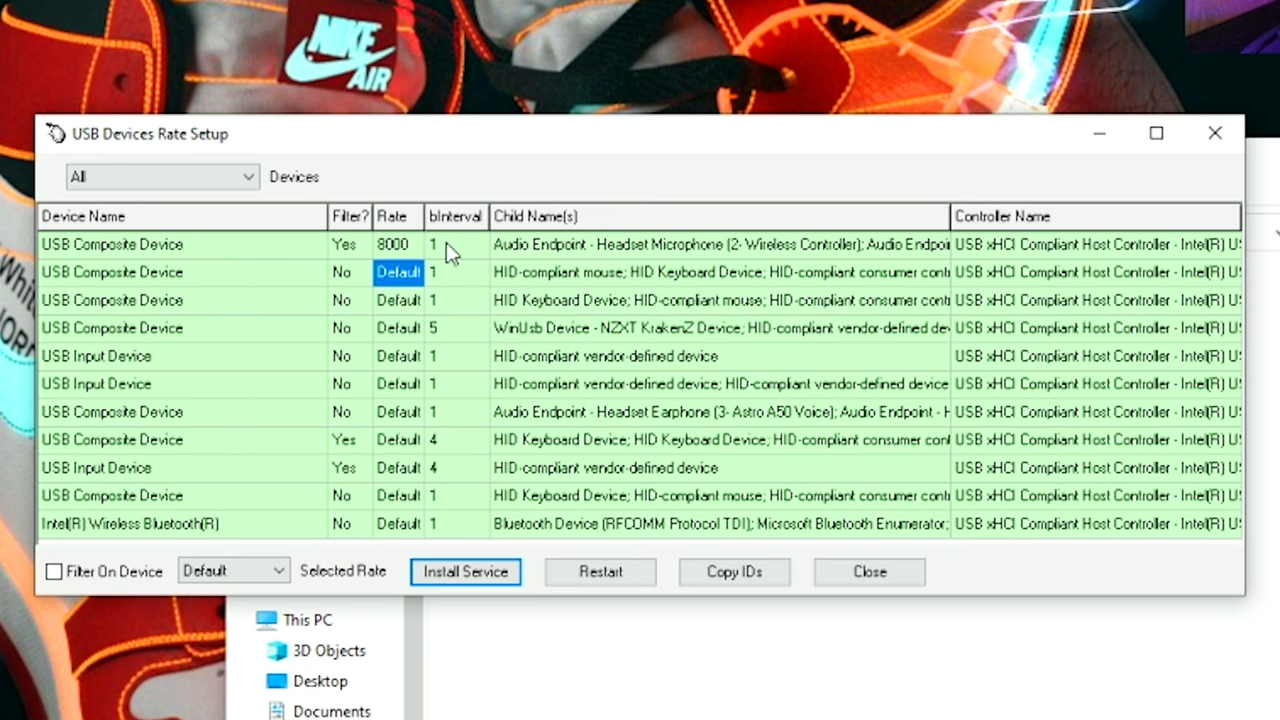 NIKE
AIR
USB Devices Rate Setup
All Devices
Device Name Filter? Rate bInterval Child Name(s) Controller Name
USB Composite Device Yes 8000 1 Audio Endpoint - Headset Microphone (2- Wireless Controller); Audio Endpoi USB xHCI Compliant Host Controller - Intel(R) U
USB Composite Device No Default 1 HID-compliant mouse; HID Keyboard Device; HID-compliant consumer cont USB xHCI Compliant Host Controller - Intel(R) U
USB Composite Device No Default 1 HID Keyboard Device; HID-compliant mouse; HID-compliant consumer cont USB xHCI Compliant Host Controller - Intel(R) U
USB Composite Device No Default 5 WinUsb Device - NZXT KrakenZ Device; HID-compliant vendor-defined dev USB xHCI Compliant Host Controller - Intel(R) U
USB Input Device No Default 1 HID-compliant vendor-defined device USB xHCI Compliant Host Controller - Intel(R) U
USB Input Device No Default 1 HID-compliant vendor-defined device; HID-compliant vendor-defined device USB xHCI Compliant Host Controller - Intel(R) U
USB Composite Device No Default 1 Audio Endpoint - Headset Earphone (3- Astro A50 Voice); Audio Endpoint - H USB xHCI Compliant Host Controller - Intel(R) U
USB Composite Device Yes Default 4 HID Keyboard Device; HID Keyboard Device; HID-compliant consumer con USB xHCI Compliant Host Controller - Intel(R) U
USB Input Device Yes Default 4 HID-compliant vendor-defined device USB xHCI Compliant Host Controller - Intel(R) U
USB Composite Device No Default 1 HID Keyboard Device; HID-compliant mouse; HID-compliant consumer cont USB xHCI Compliant Host Controller - Intel(R) U
Intel(R) Wireless Bluetooth(R) No Default 1 Bluetooth Device (RFCOMM Protocol TDI); Microsoft Bluetooth Enumerator; USB xHCI Compliant Host Controller - Intel(R) U
Filter On Device Default Selected Rate Install Service Restart Copy IDs Close
This PC
3D Objects
Desktop
Documents